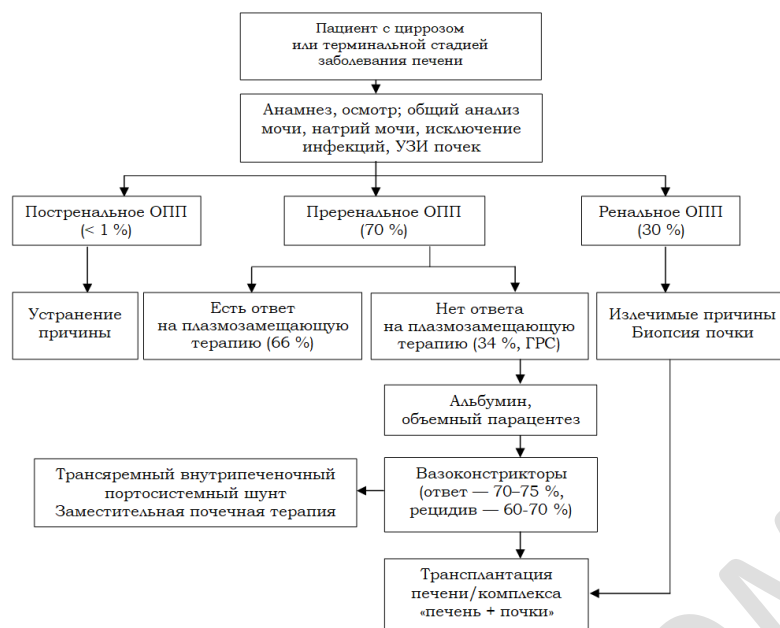 Пациент с циррозом
или терминальной стадией
заболевания печени
Анамнез, осмотр; общий анализ
мочи, натрий мочи, исключение
инфекций, УЗИ почек
Постренальное ОПП
(< 1 %)
Преренальное ОПП
(70 %)
Ренальное ОПП
(30 %)
Устранение
причины
Есть ответ
на плазмозамещающую
терапию (66 %)
Нет ответа
на плазмозамещающую
терапию (34 %, ГРС)
Излечимые причины
Биопсия почки
Альбумин,
объемный парацентез
Трансяремный внутрипеченочный
портосистемный шунт
Заместительная почечная терапия
Вазоконстрикторы
(ответ — 70–75 %,
рецидив — 60-70 %)
Трансплантация
печени/комплекса
«печень + почки»